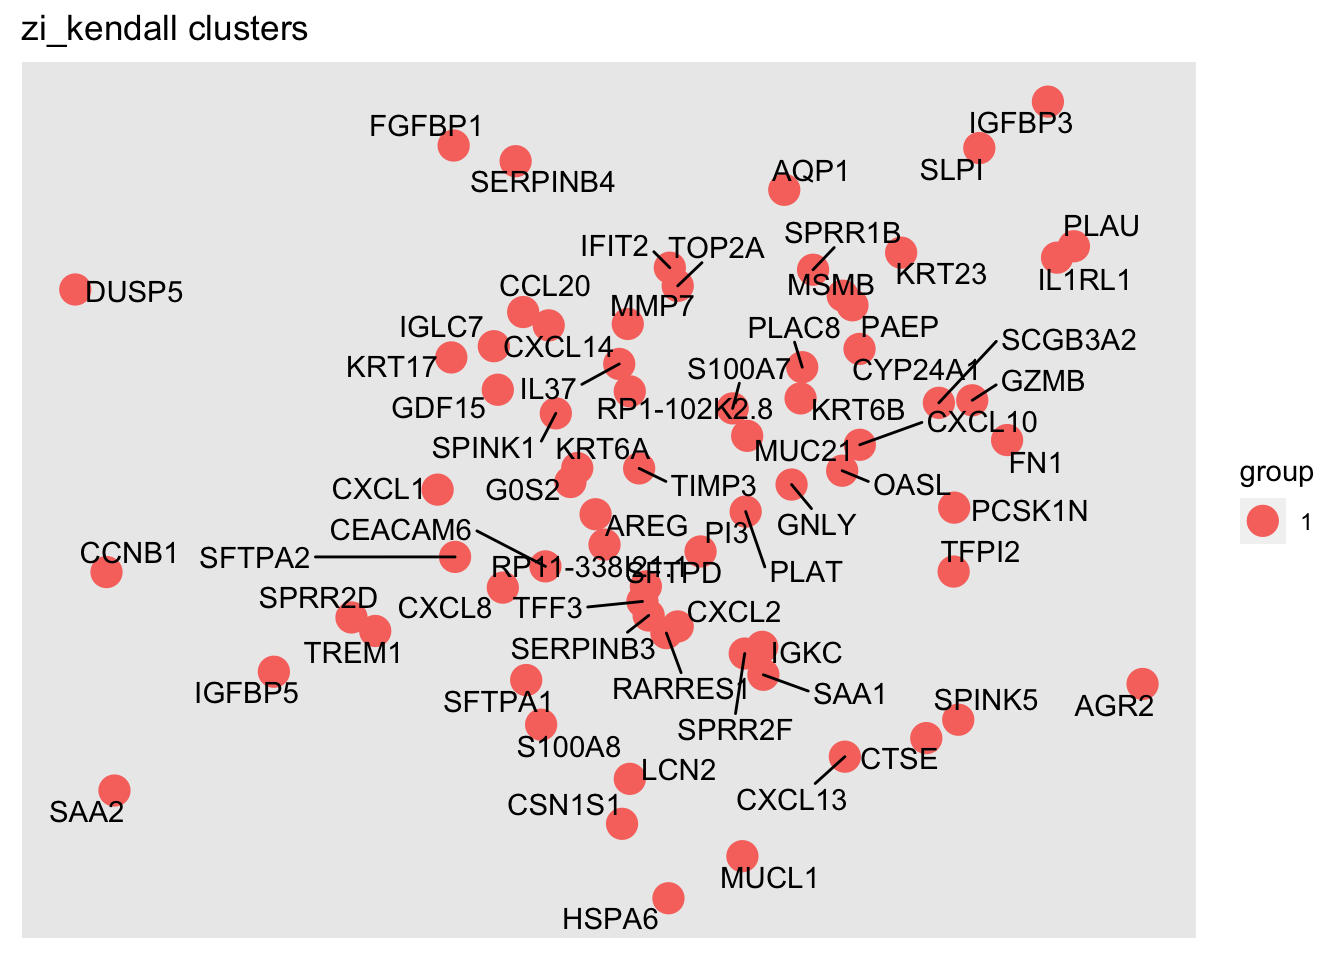 zi_kendall clusters
IGFBP3
FGFBP1
SLPI
AQP1
SERPINB4
PLAU
SPRR1B
IFIT2
TOP2A
KRT23
IL1RL1
MSMB
CCL20
DUSP5
MMP7
IGLC7
PLAC8
PAEP
SCGB3A2
CXCL14
KRT17
S100A7
CYP24A1
GZMB
IL37
GDF15
RP1-102K2.8
KRT6B
CXCL10
SPINK1
KRT6A
MUC21
FN1
group
CXCL1
G0S2
TIMP3
OASL
PCSK1N
1
CEACAM6
AREG
PI3
GNLY
CCNB1
SFTPA2
RP11-338I21.1
SFTPD
PLAT
TFPI2
SPRR2D
CXCL8
TFF3
CXCL2
TREM1
SERPINB3
IGKC
IGFBP5
SFTPA1
RARRES1
SAA1
SPINK5
AGR2
SPRR2F
S100A8
LCN2
CTSE
SAA2
CSN1S1
CXCL13
MUCL1
HSPA6